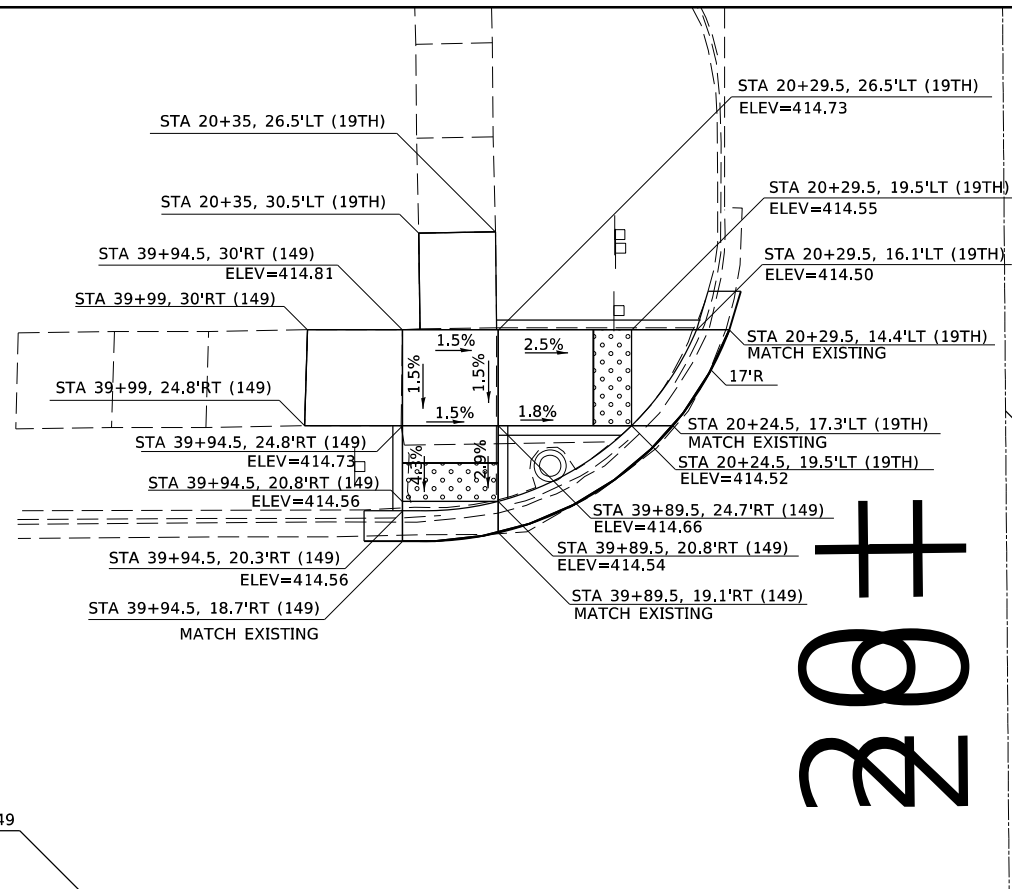 STA 20+29.5, 26.5'LT (19TH)
ELEV=414.73
STA 20+35, 26.5'LT (19TH)
STA 20+29.5, 19.5'LT (19TH)
ELEV=414.55
STA 20+35, 30.5'LT (19TH)
STA 39+94.5, 30'RT (149)
ELEV=414.81
STA 20+29.5, 16.1'LT (19TH)
ELEV=414.50
STA 39+99, 30'RT (149)
STA 20+29.5, 14.4'LT (19TH)
MATCH EXISTING
1.5%
2.5%
1.5%
1.5%
17'R
STA 39+99, 24.8'RT (149)
1.5%
1.8%
STA 20+24.5, 17.3'LT (19TH)
MATCH EXISTING
STA 39+94.5, 24.8'RT (149)
ELEV=414.73
STA 20+24.5, 19.5'LT (19TH)
ELEV=414.52
4.3%
2.9%
STA 39+94.5, 20.8'RT (149)
ELEV=414.56
STA 39+89.5, 24.7'RT (149)
ELEV=414.66
STA 39+94.5, 20.3'RT (149)
ELEV=414.56
STA 39+89.5, 20.8'RT (149)
ELEV=414.54
STA 39+94.5, 18.7'RT (149)
MATCH EXISTING
STA 39+89.5, 19.1'RT (149)
MATCH EXISTING